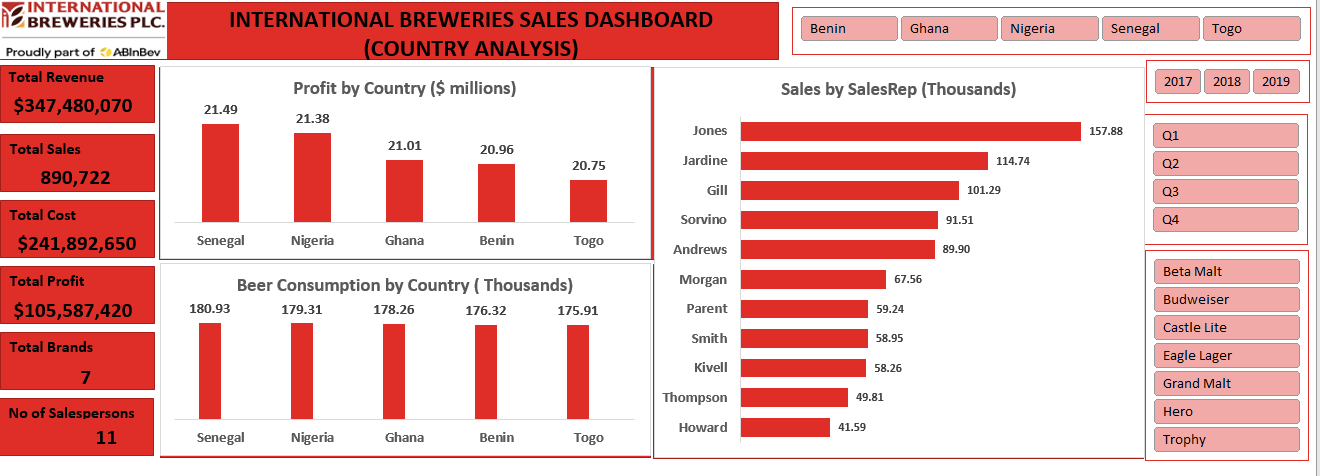 INTERNATIONAL
BREWERIES PLC.
Proudly part of ABInBev
INTERNATIONAL BREWERIES SALES DASHBOARD
(COUNTRY ANALYSIS)
Benin
Ghana
Nigeria
Senegal
Togo
Total Revenue
$347,480,070
Total Sales
890,722
Total Cost
$241,892,650
Total Profit
$105,587,420
Total Brands
7
No of Salespersons
11
Profit by Country ($ millions)
21.49
21.38
21.01
20.96
20.75
Senegal
Nigeria
Ghana
Benin
Togo
Beer Consumption by Country ( Thousands)
180.93
179.31
178.26
176.32
175.91
Senegal
Nigeria
Ghana
Benin
Togo
Sales by SalesRep (Thousands)
Jones 157.88
Jardine 114.74
Gill 101.29
Sorvino 91.51
Andrews 89.90
Morgan 67.56
Parent 59.24
Smith 58.95
Kivell 58.26
Thompson 49.81
Howard 41.59
2017
2018
2019
Q1
Q2
Q3
Q4
Beta Malt
Budweiser
Castle Lite
Eagle Lager
Grand Malt
Hero
Trophy